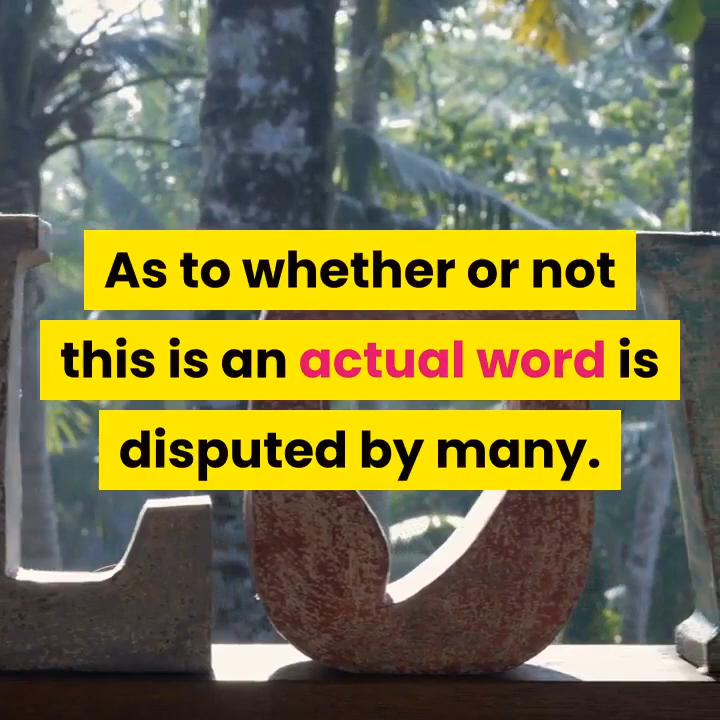 As to whether or not
this is an actual word is
disputed by many.